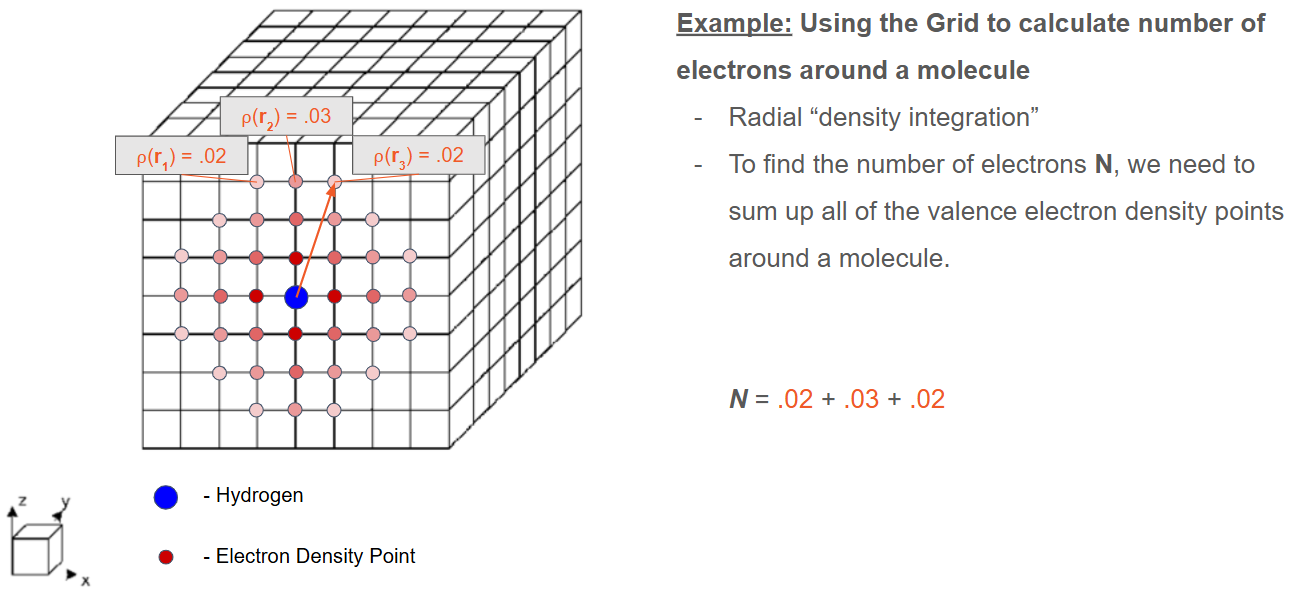 Example: Using the Grid to calculate number of
electrons around a molecule
- Radial “density integration”
- To find the number of electrons N, we need to
sum up all of the valence electron density points
around a molecule.
N = .02 + .03 + .02
ρ(r₂) = .03
ρ(r₁) = .02
ρ(r₃) = .02
- Hydrogen
- Electron Density Point
z
y
x